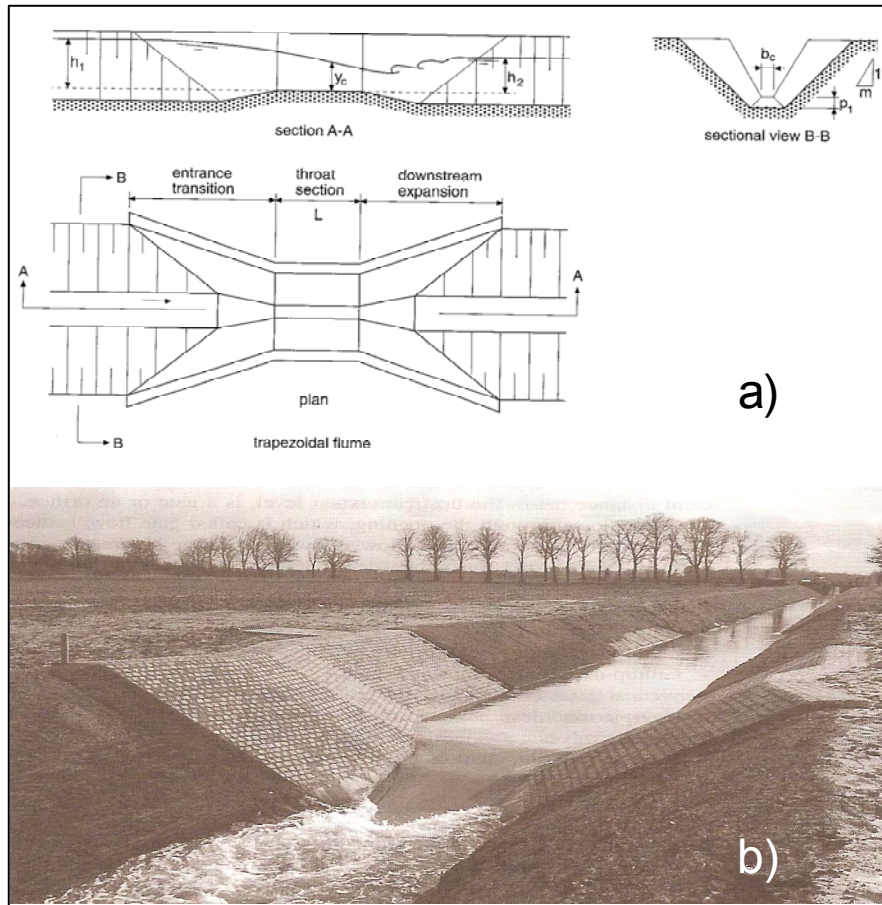 h1
yc
h2
section A-A
bc
1
m
p1
sectional view B-B
B
entrance
transition
throat
section
L
downstream
expansion
A
A
B
plan
trapezoidal flume
a)
b)